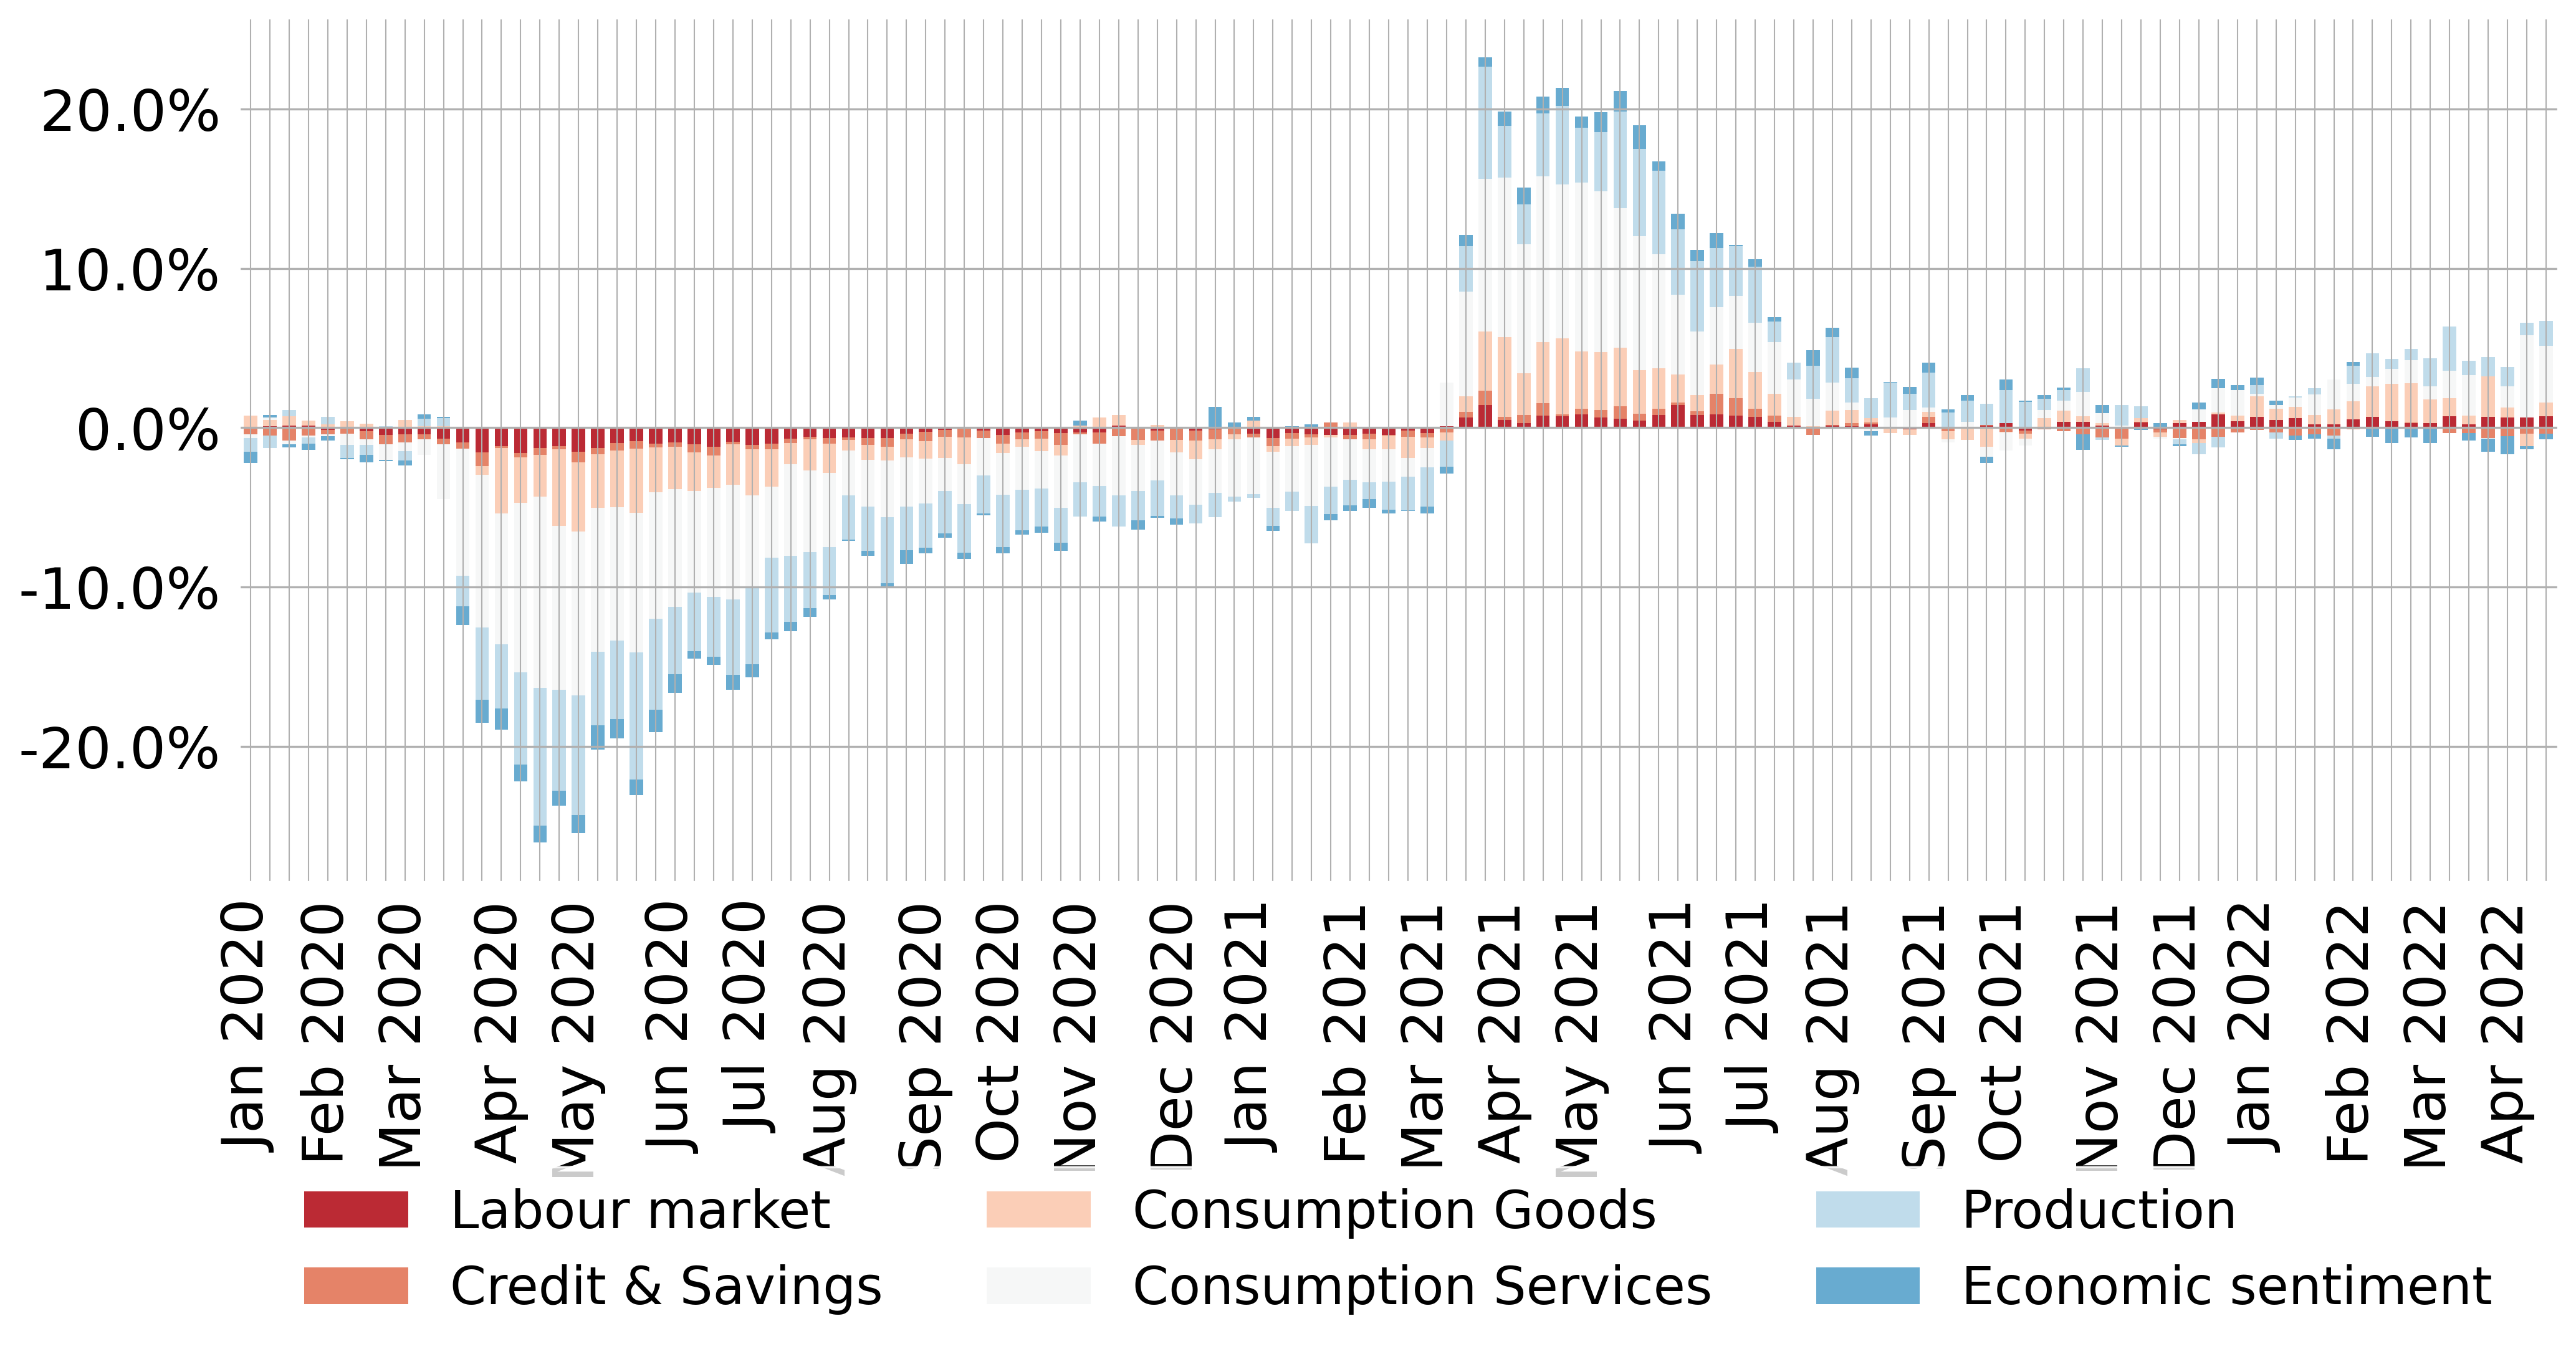 20.0%
10.0%
0.0%
-10.0%
-20.0%
Jan 2020
Feb 2020
Mar 2020
Apr 2020
May 2020
Jun 2020
Jul 2020
Aug 2020
Sep 2020
Oct 2020
Nov 2020
Dec 2020
Jan 2021
Feb 2021
Mar 2021
Apr 2021
May 2021
Jun 2021
Jul 2021
Aug 2021
Sep 2021
Oct 2021
Nov 2021
Dec 2021
Jan 2022
Feb 2022
Mar 2022
Apr 2022
Labour market
Consumption Goods
Production
Credit & Savings
Consumption Services
Economic sentiment